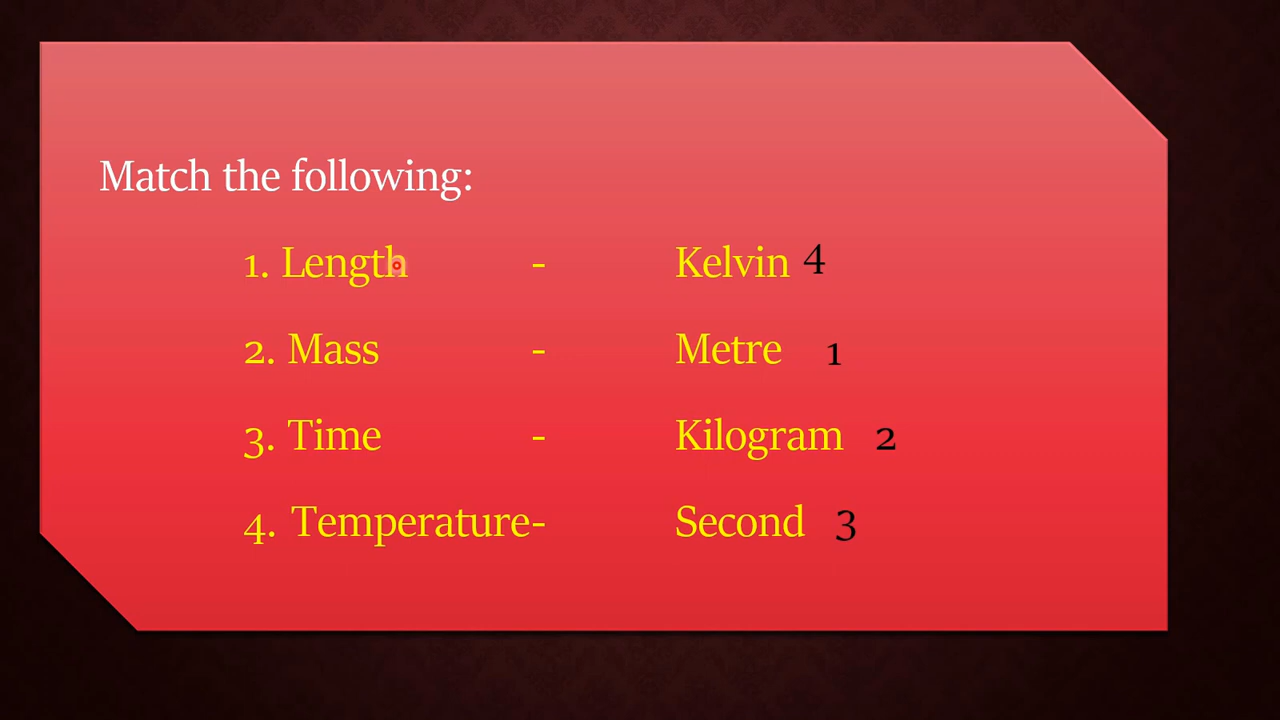 Match the following:
1. Length - Kelvin 4
2. Mass - Metre 1
3. Time - Kilogram 2
4. Temperature- Second 3